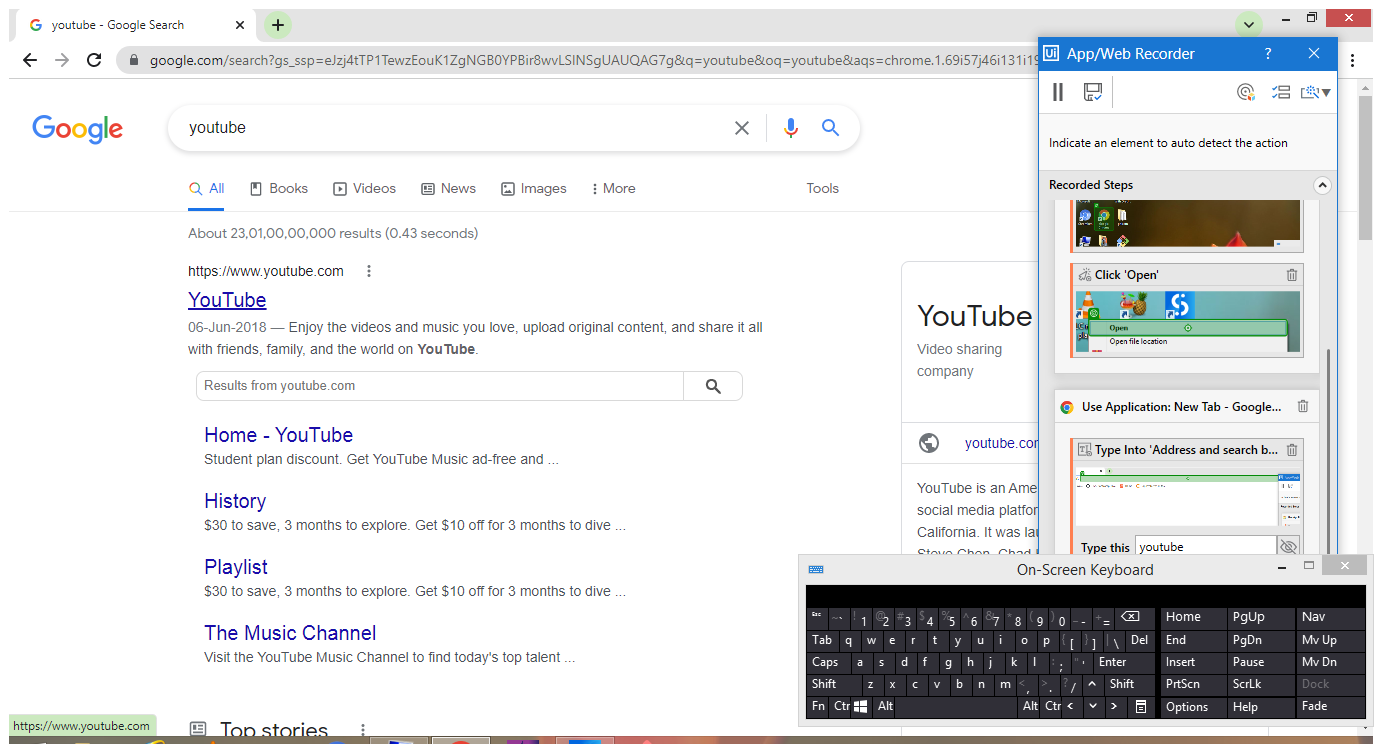 youtube - Google Search
google.com/search?gs_ssp=eJzj4tTP1TewzEouK1ZgNGB0YPBir8wvLSlNSgUAUQAG7g&q=youtube&oq=youtube&aqs=chrome.1.69i57j46i131i19
Google
youtube
All Books Videos News Images More Tools
About 23,01,00,00,000 results (0.43 seconds)
https://www.youtube.com
YouTube
06-Jun-2018 — Enjoy the videos and music you love, upload original content, and share it all
with friends, family, and the world on YouTube.
Results from youtube.com
Home - YouTube
Student plan discount. Get YouTube Music ad-free and ...
History
$30 to save, 3 months to explore. Get $10 off for 3 months to dive ...
Playlist
$30 to save, 3 months to explore. Get $10 off for 3 months to dive ...
The Music Channel
Visit the YouTube Music Channel to find today's top talent ...
Top stories
https://www.youtube.com
YouTube
Video sharing
company
youtube.cor
YouTube is an Ame
social media platfor
California. It was lau
Steve Chen, Chad
Ui App/Web Recorder ?
Indicate an element to auto detect the action
Recorded Steps
Click 'Open'
Open
Open file location
Use Application: New Tab - Google...
Type Into 'Address and search b...
Type this youtube
On-Screen Keyboard
Esc ~ ` ! 1 @ 2 # 3 $ 4 % 5 ^ 6 & 7 * 8 ( 9 ) 0 _ - + = Home PgUp Nav
Tab q w e r t y u i o p { [ } ] | \ Del End PgDn Mv Up
Caps a s d f g h j k l : ; " ' Enter Insert Pause Mv Dn
Shift z x c v b n m < , > . ? / ^ Shift PrtScn ScrLk Dock
Fn Ctr Alt Alt Ctr < > Options Help Fade